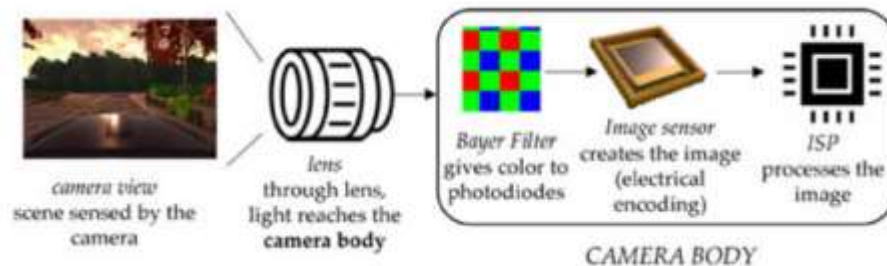 camera view
scene sensed by the
camera
lens
through lens,
light reaches the
camera body
Bayer Filter
gives color to
photodiodes
Image sensor
creates the image
(electrical
encoding)
ISP
processes the
image
CAMERA BODY